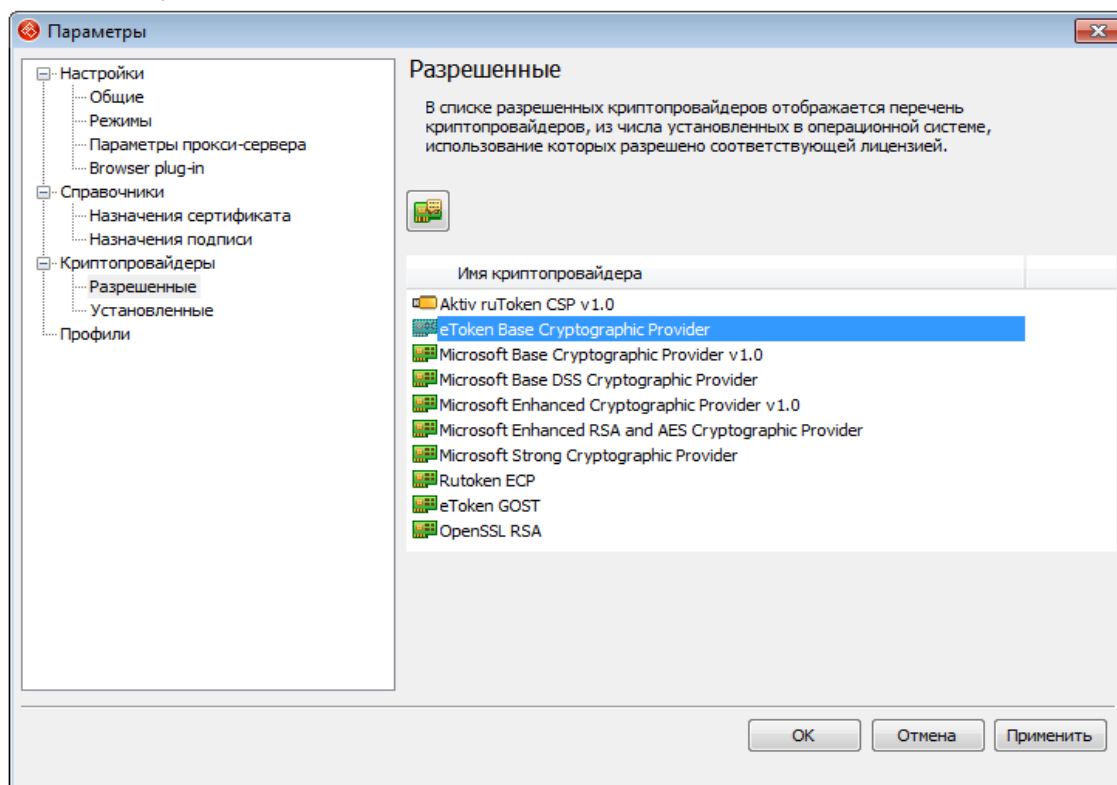 Параметры
Настройки
Общие
Режимы
Параметры прокси-сервера
Browser plug-in
Справочники
Назначения сертификата
Назначения подписи
Криптопровайдеры
Разрешенные
Установленные
Профили
Разрешенные
В списке разрешенных криптопровайдеров отображается перечень
криптопровайдеров, из числа установленных в операционной системе,
использование которых разрешено соответствующей лицензией.
Имя криптопровайдера
Aktiv ruToken CSP v1.0
eToken Base Cryptographic Provider
Microsoft Base Cryptographic Provider v1.0
Microsoft Base DSS Cryptographic Provider
Microsoft Enhanced Cryptographic Provider v1.0
Microsoft Enhanced RSA and AES Cryptographic Provider
Microsoft Strong Cryptographic Provider
Rutoken ECP
eToken GOST
OpenSSL RSA
ОК
Отмена
Применить